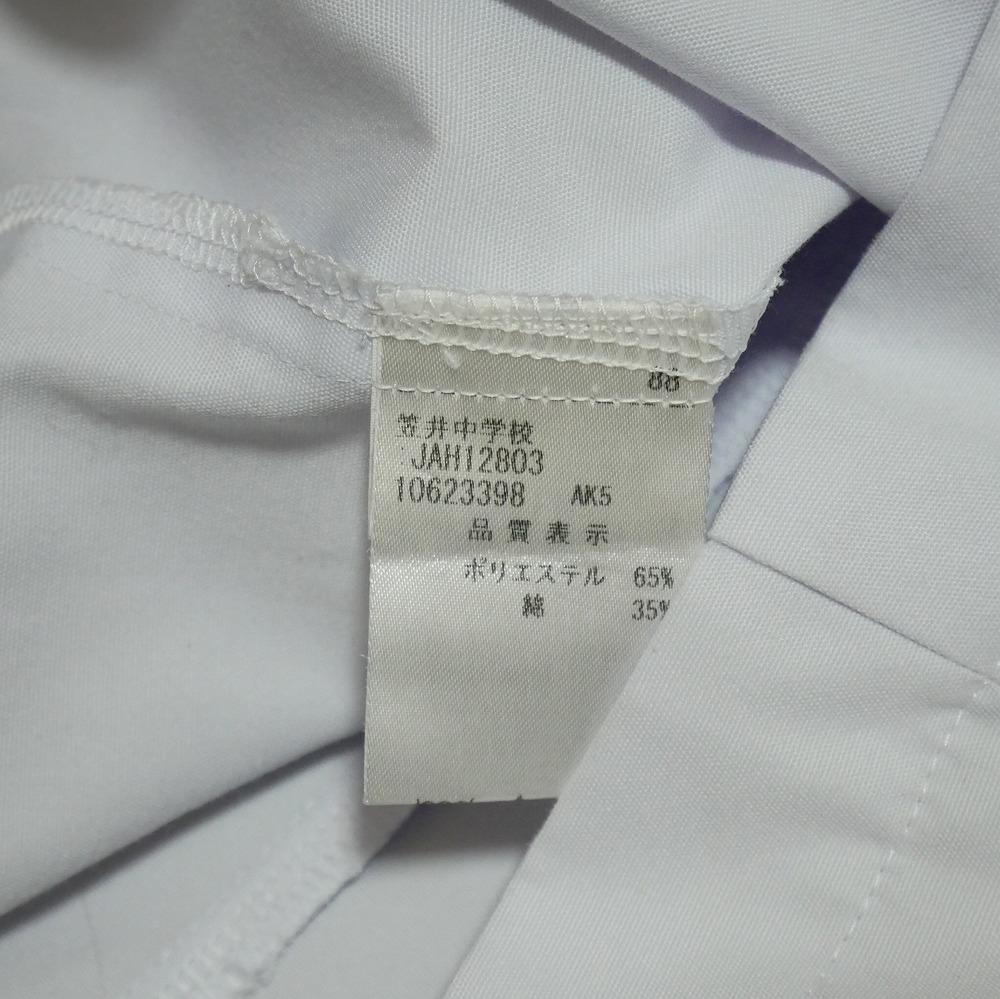 88
笠井中学校
JAH12803
10623398 AK5
品質表示
ポリエステル 65%
綿 35%